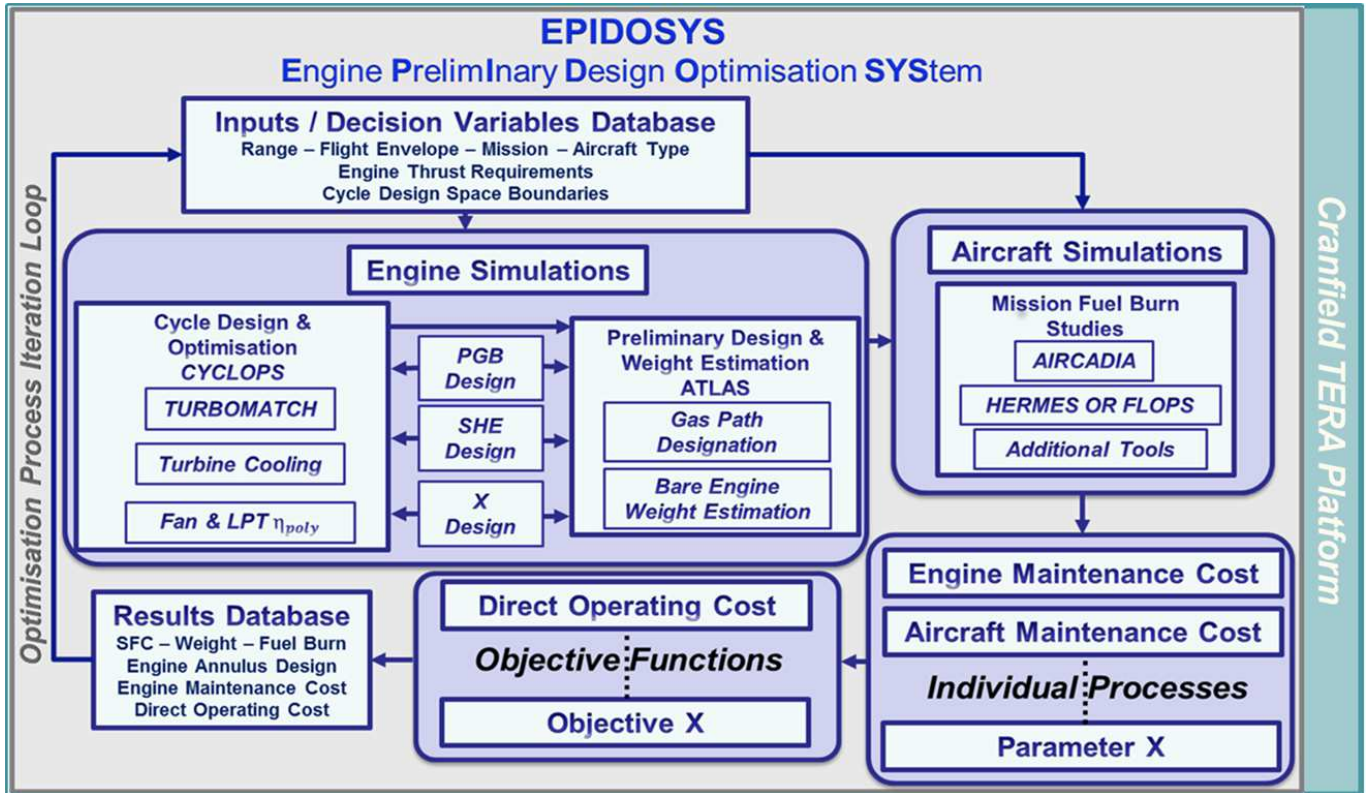 EPIDOSYS
Engine PrelimInary Design Optimisation SYStem
Inputs / Decision Variables Database
Range – Flight Envelope – Mission – Aircraft Type
Engine Thrust Requirements
Cycle Design Space Boundaries
Optimisation Process Iteration Loop
Cranfield TERA Platform
Engine Simulations
Cycle Design &
Optimisation
CYCLOPS
TURBOMATCH
Turbine Cooling
Fan & LPT η_poly
PGB
Design
SHE
Design
X
Design
Preliminary Design &
Weight Estimation
ATLAS
Gas Path
Designation
Bare Engine
Weight Estimation
Aircraft Simulations
Mission Fuel Burn
Studies
AIRCADIA
HERMES OR FLOPS
Additional Tools
Engine Maintenance Cost
Aircraft Maintenance Cost
Individual Processes
Parameter X
Direct Operating Cost
Objective Functions
Objective X
Results Database
SFC – Weight – Fuel Burn
Engine Annulus Design
Engine Maintenance Cost
Direct Operating Cost